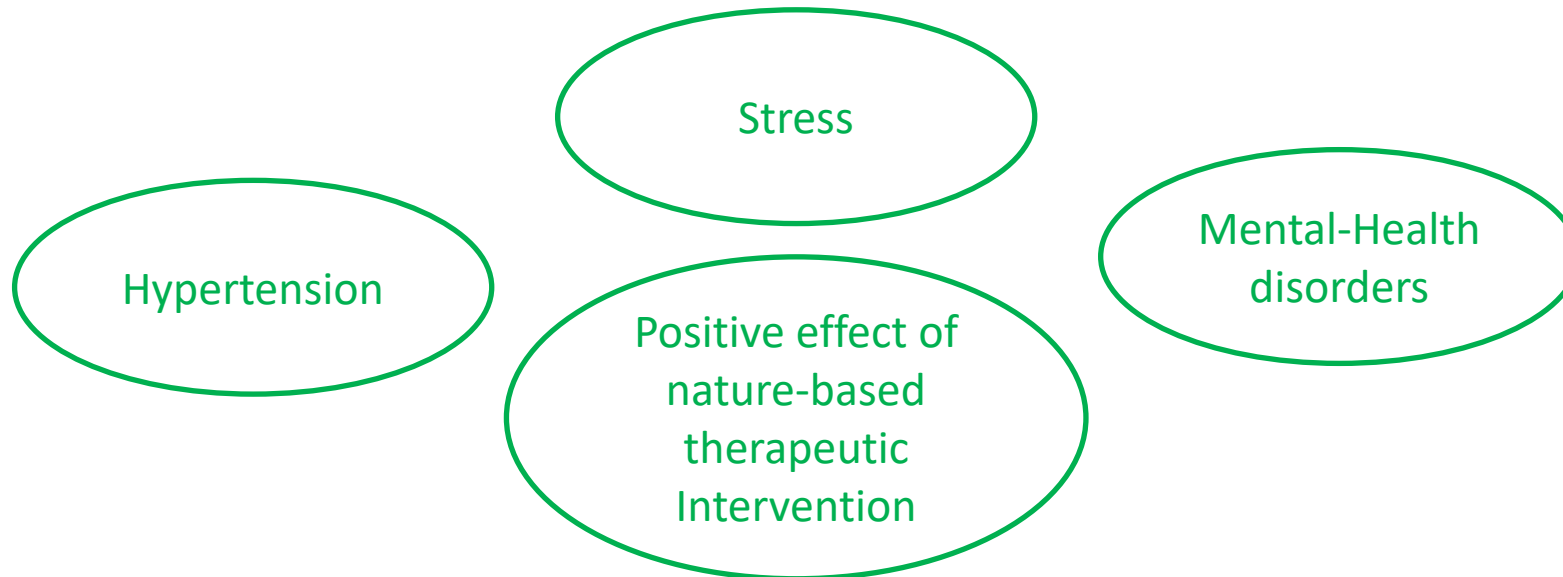 Stress
Hypertension
Mental-Health
disorders
Positive effect of
nature-based
therapeutic
Intervention